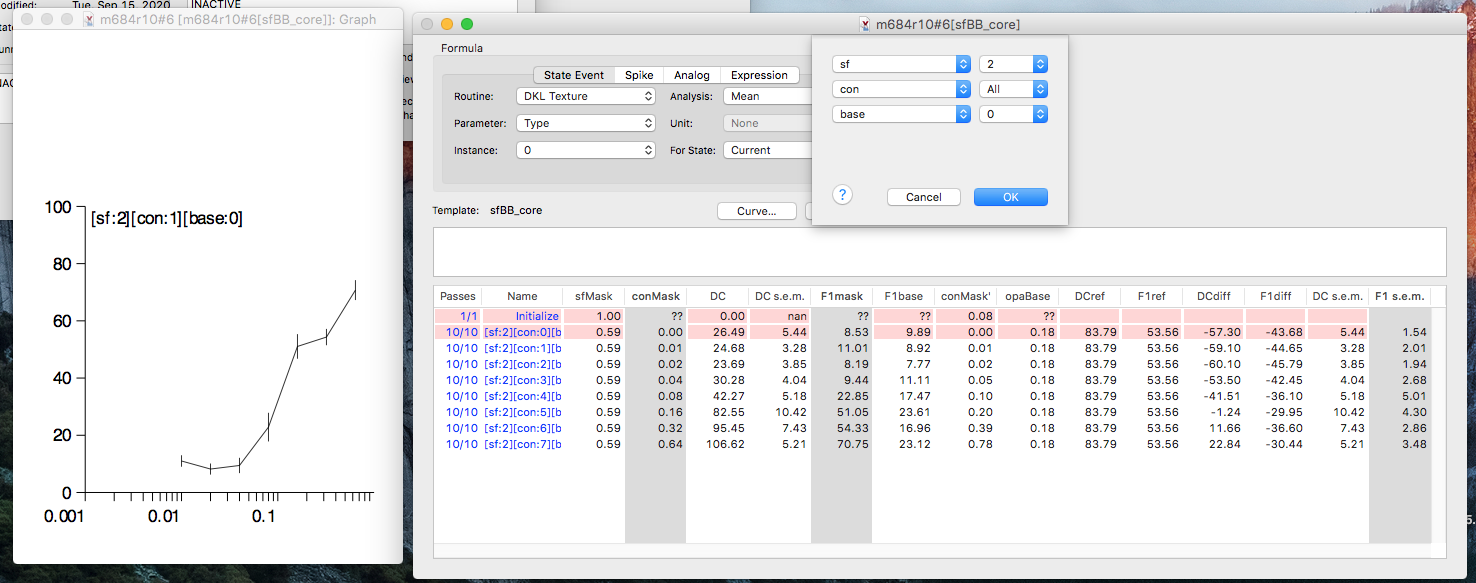 odified: Tue, Sep 15, 2020 INACTIVE
m684r10#6 [m684r10#6[sfBB_core]]: Graph
100
[sf:2][con:1][base:0]
80
60
40
20
0
0.001 0.01 0.1
m684r10#6[sfBB_core]
Formula
State Event Spike Analog Expression
Routine: DKL Texture Analysis: Mean
Parameter: Type Unit: None
Instance: 0 For State: Current
sf 2
con All
base 0
? Cancel OK
Template: sfBB_core Curve...
Passes Name sfMask conMask DC DC s.e.m. F1mask F1base conMask' opaBase DCref F1ref DCdiff F1diff DC s.e.m. F1 s.e.m.
1/1 Initialize 1.00 ?? 0.00 nan ?? ?? 0.08 ??
10/10 [sf:2][con:0][b 0.59 0.00 26.49 5.44 8.53 9.89 0.00 0.18 83.79 53.56 -57.30 -43.68 5.44 1.54
10/10 [sf:2][con:1][b 0.59 0.01 24.68 3.28 11.01 8.92 0.01 0.18 83.79 53.56 -59.10 -44.65 3.28 2.01
10/10 [sf:2][con:2][b 0.59 0.02 23.69 3.85 8.19 7.77 0.02 0.18 83.79 53.56 -60.10 -45.79 3.85 1.94
10/10 [sf:2][con:3][b 0.59 0.04 30.28 4.04 9.44 11.11 0.05 0.18 83.79 53.56 -53.50 -42.45 4.04 2.68
10/10 [sf:2][con:4][b 0.59 0.08 42.27 5.18 22.85 17.47 0.10 0.18 83.79 53.56 -41.51 -36.10 5.18 5.01
10/10 [sf:2][con:5][b 0.59 0.16 82.55 10.42 51.05 23.61 0.20 0.18 83.79 53.56 -1.24 -29.95 10.42 4.30
10/10 [sf:2][con:6][b 0.59 0.32 95.45 7.43 54.33 16.96 0.39 0.18 83.79 53.56 11.66 -36.60 7.43 2.86
10/10 [sf:2][con:7][b 0.59 0.64 106.62 5.21 70.75 23.12 0.78 0.18 83.79 53.56 22.84 -30.44 5.21 3.48